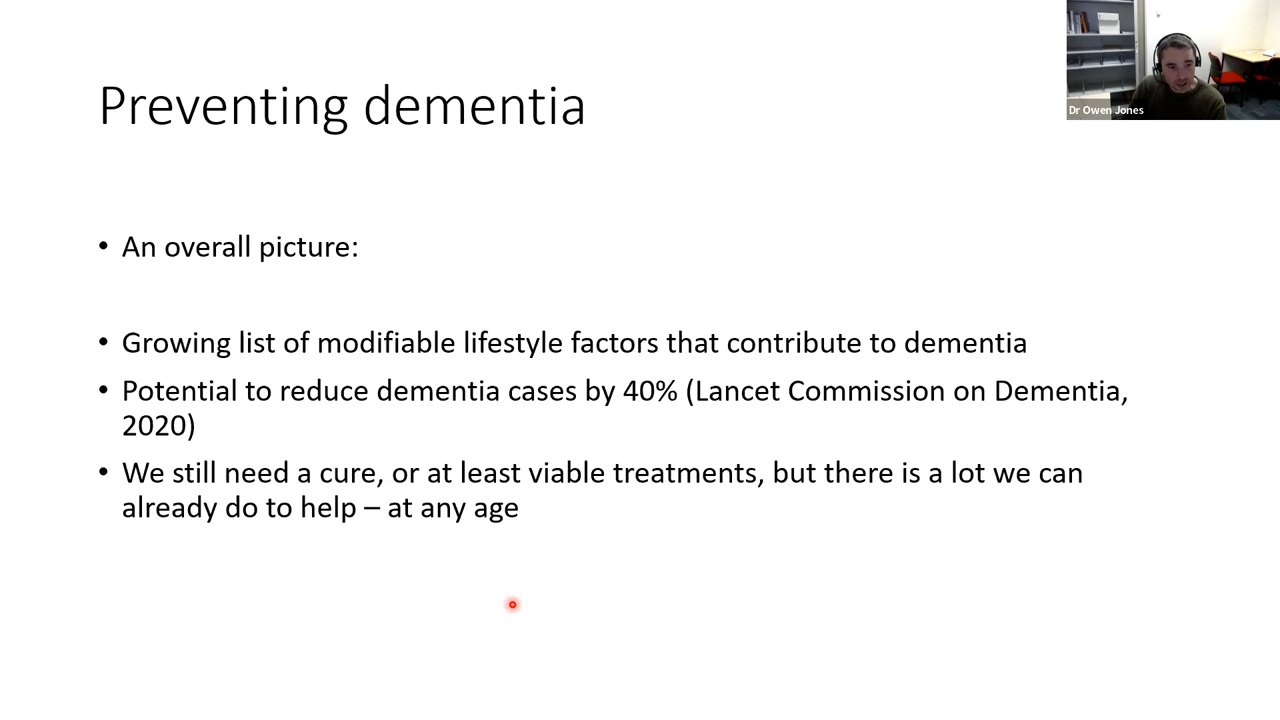 Preventing dementia
Dr Owen Jones
• An overall picture:
• Growing list of modifiable lifestyle factors that contribute to dementia
• Potential to reduce dementia cases by 40% (Lancet Commission on Dementia,
2020)
• We still need a cure, or at least viable treatments, but there is a lot we can
already do to help – at any age